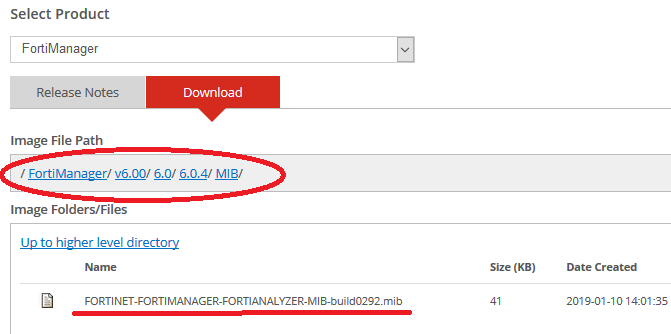 Select Product
FortiManager
Release Notes Download
Image File Path
/ FortiManager/ v6.00/ 6.0/ 6.0.4/ MIB/
Image Folders/Files
Up to higher level directory
Name Size (KB) Date Created
FORTINET-FORTIMANAGER-FORTIANALYZER-MIB-build0292.mib 41 2019-01-10 14:01:35